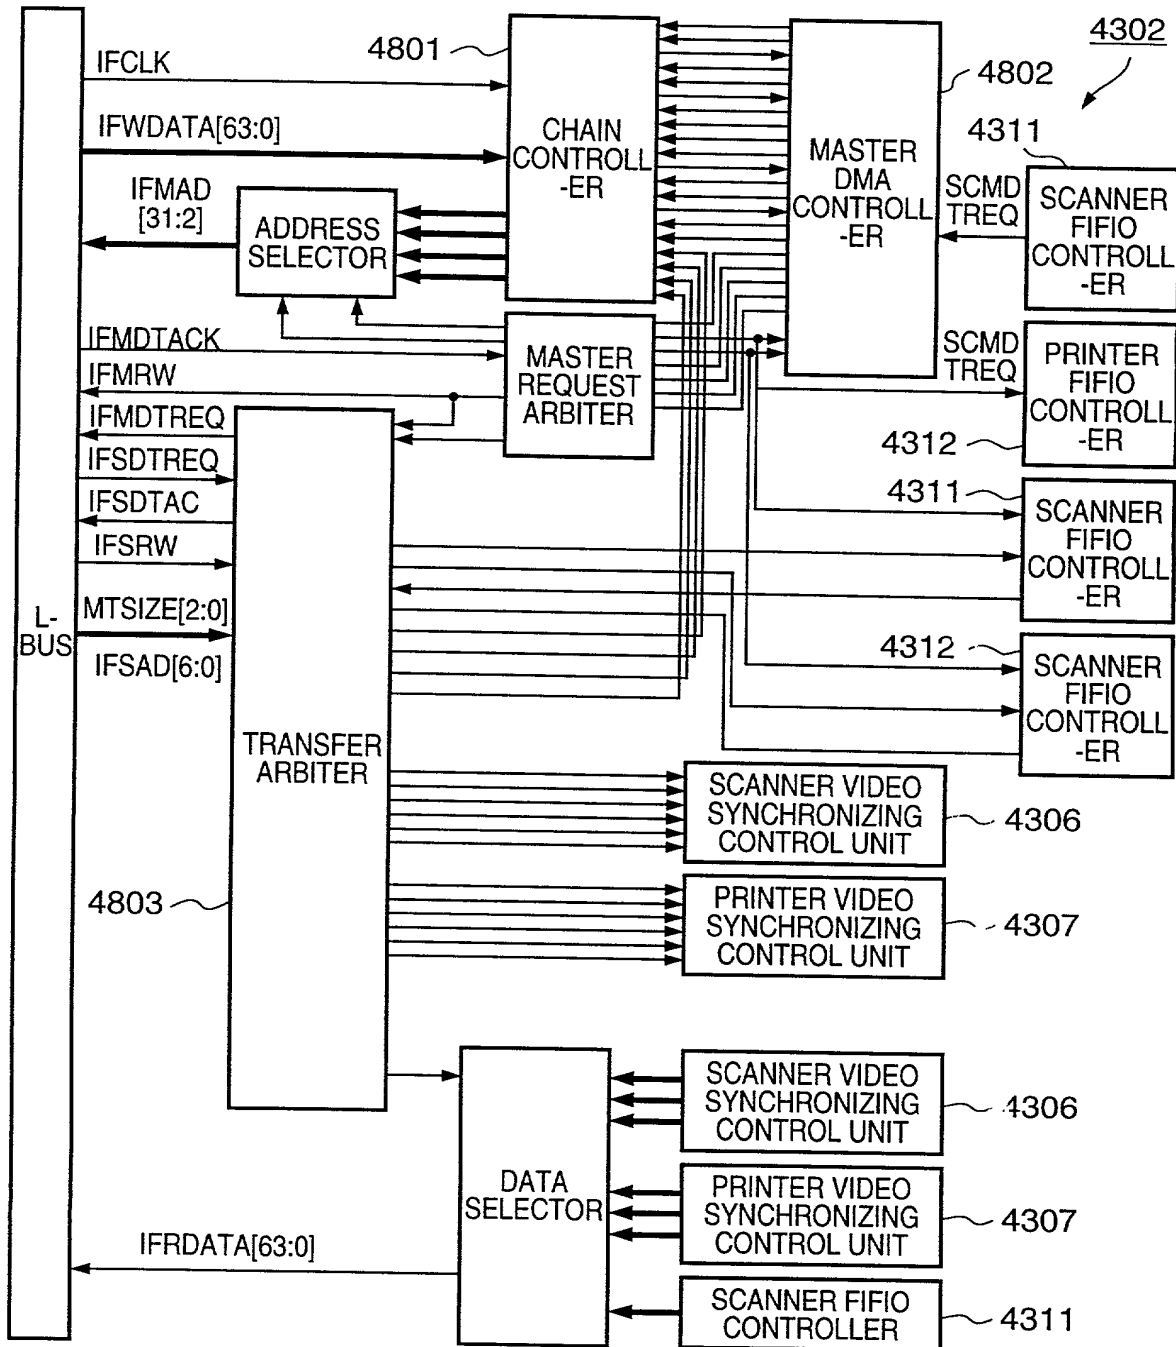 4302
4801
4802
IFCLK
IFWDATA[63:0]
IFMAD
[31:2]
ADDRESS
SELECTOR
CHAIN
CONTROLL
-ER
MASTER
DMA
CONTROLL
-ER
4311
SCMD
TREQ
SCANNER
FIFIO
CONTROLL
-ER
IFMDTACK
IFMRW
MASTER
REQUEST
ARBITER
SCMD
TREQ
PRINTER
FIFIO
CONTROLL
-ER
4312
IFMDTREQ
IFSDTREQ
IFSDTAC
IFSRW
4311
SCANNER
FIFIO
CONTROLL
-ER
L-
BUS
MTSIZE[2:0]
IFSAD[6:0]
4312
SCANNER
FIFIO
CONTROLL
-ER
TRANSFER
ARBITER
4803
SCANNER VIDEO
SYNCHRONIZING
CONTROL UNIT
4306
PRINTER VIDEO
SYNCHRONIZING
CONTROL UNIT
4307
DATA
SELECTOR
SCANNER VIDEO
SYNCHRONIZING
CONTROL UNIT
4306
PRINTER VIDEO
SYNCHRONIZING
CONTROL UNIT
4307
IFRDATA[63:0]
SCANNER FIFIO
CONTROLLER
4311